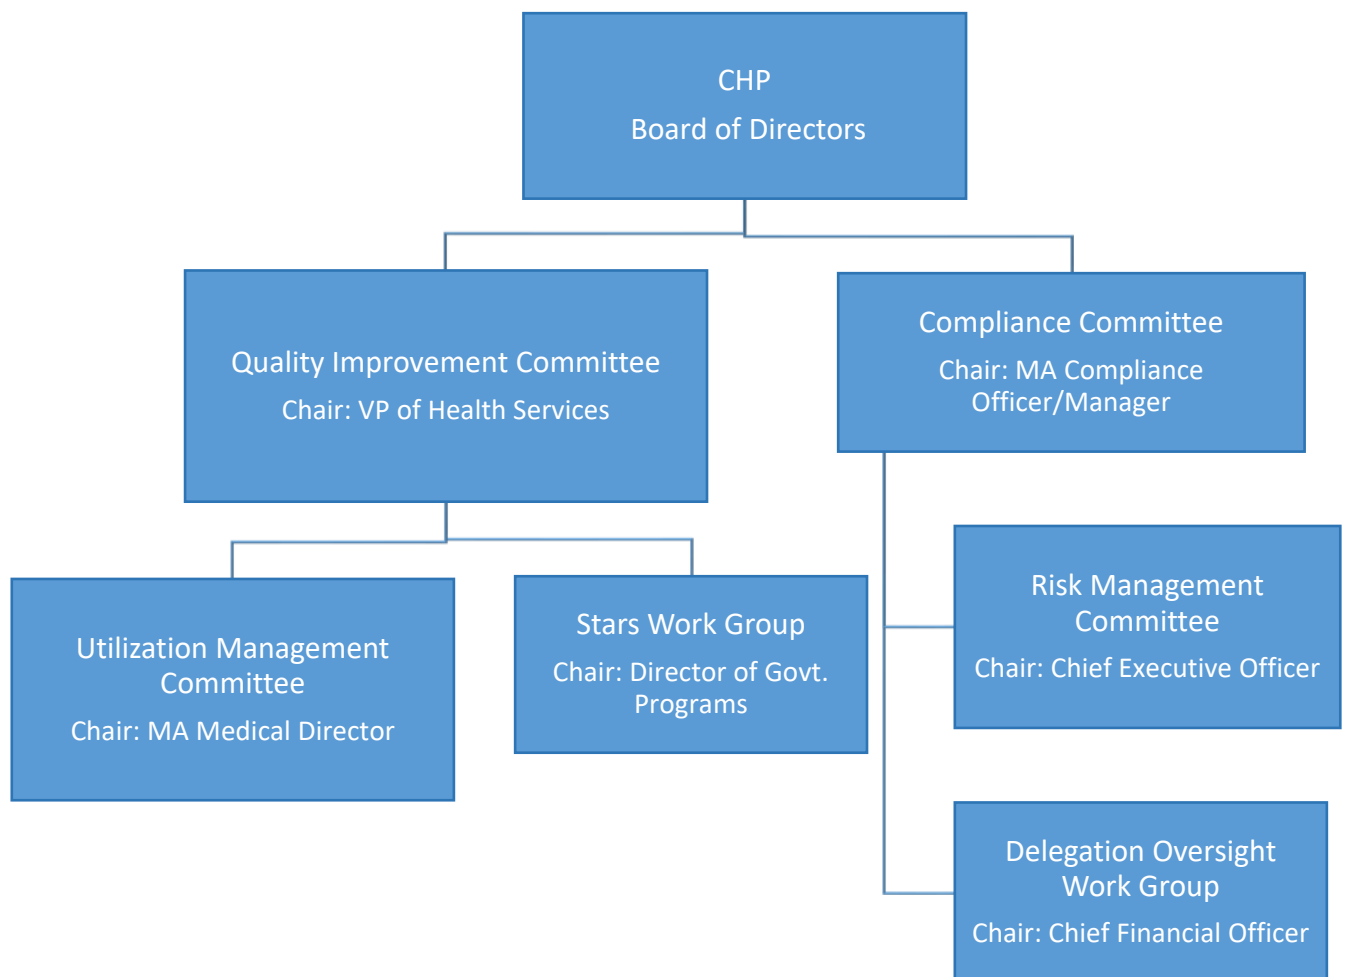 CHP
Board of Directors
Quality Improvement Committee
Chair: VP of Health Services
Compliance Committee
Chair: MA Compliance
Officer/Manager
Utilization Management
Committee
Chair: MA Medical Director
Stars Work Group
Chair: Director of Govt.
Programs
Risk Management
Committee
Chair: Chief Executive Officer
Delegation Oversight
Work Group
Chair: Chief Financial Officer